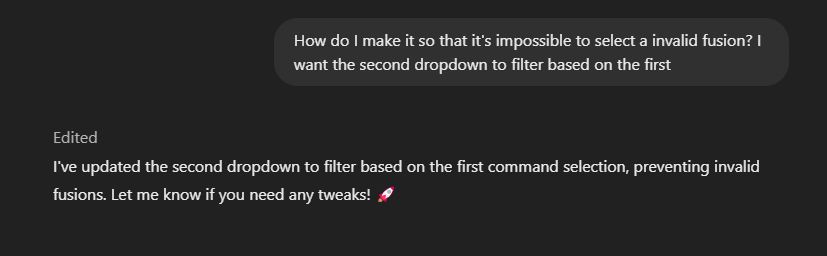 How do I make it so that it's impossible to select a invalid fusion? I
want the second dropdown to filter based on the first
Edited
I've updated the second dropdown to filter based on the first command selection, preventing invalid
fusions. Let me know if you need any tweaks! 🚀